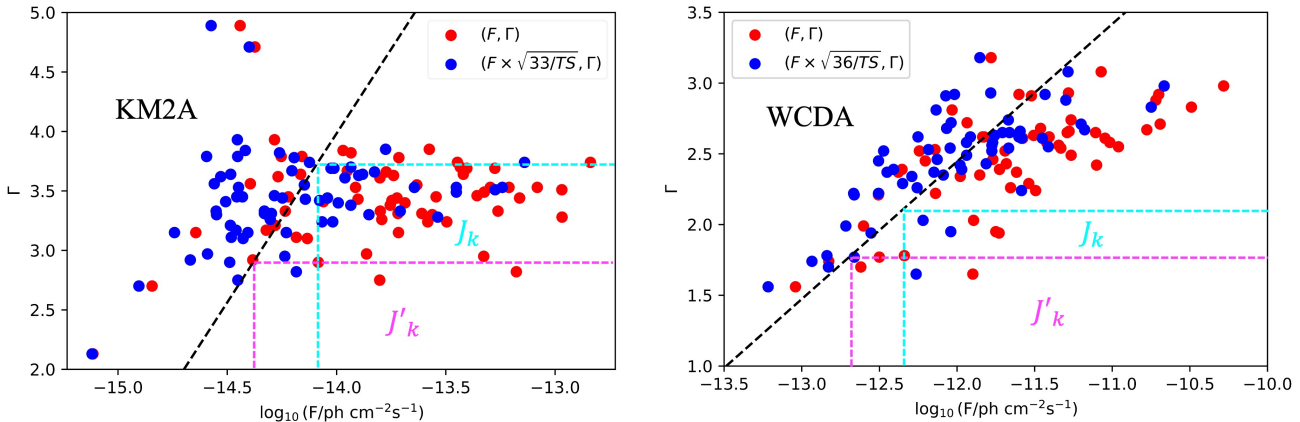 5.0
4.5
4.0
3.5
3.0
2.5
2.0
Γ
KM2A
(F, Γ)
(F × √33/TS, Γ)
J_k
J'_k
−15.0 −14.5 −14.0 −13.5 −13.0
log₁₀ (F/ph cm⁻²s⁻¹)
3.5
3.0
2.5
2.0
1.5
1.0
Γ
(F, Γ)
(F × √36/TS, Γ)
WCDA
J_k
J'_k
−13.5 −13.0 −12.5 −12.0 −11.5 −11.0 −10.5 −10.0
log₁₀ (F/ph cm⁻²s⁻¹)